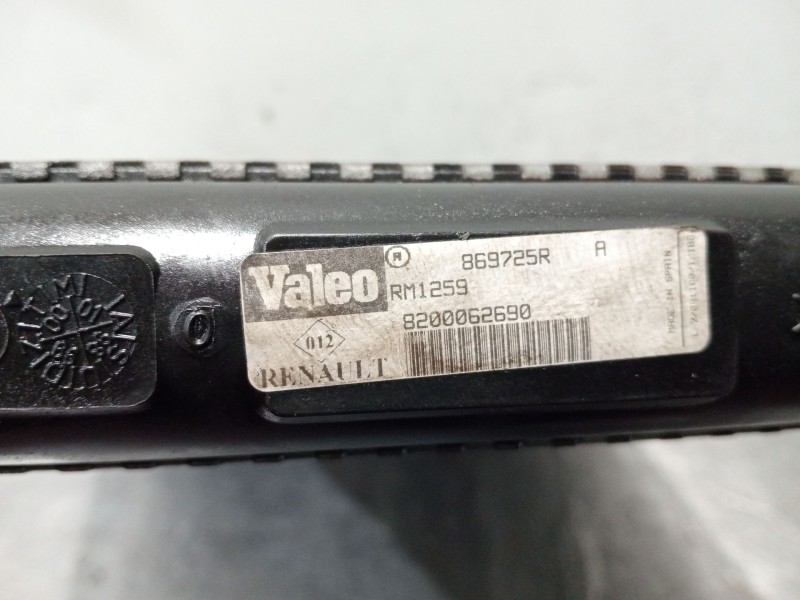 Valeo ® 869725R A
RM1259
8200062690
012
RENAULT
MADE IN SPAIN